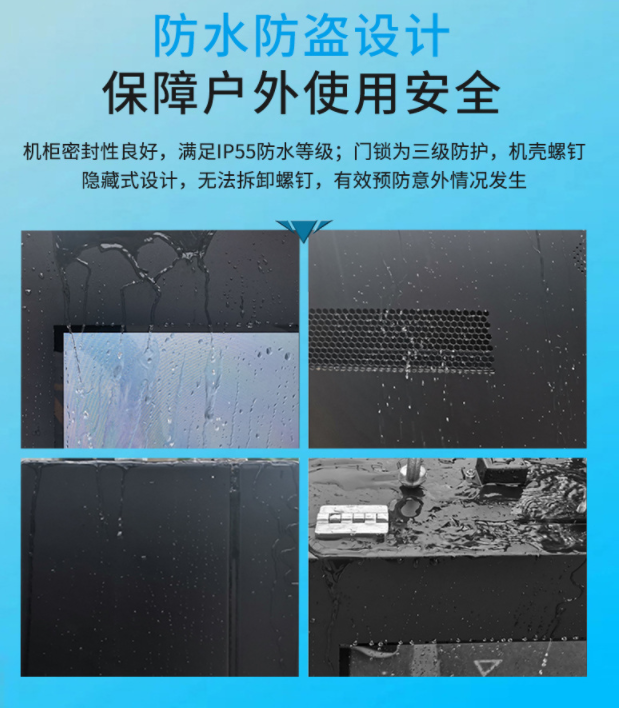 防水防盗设计
保障户外使用安全
机柜密封性良好，满足IP55防水等级；门锁为三级防护，机壳螺钉
隐藏式设计，无法拆卸螺钉，有效预防意外情况发生